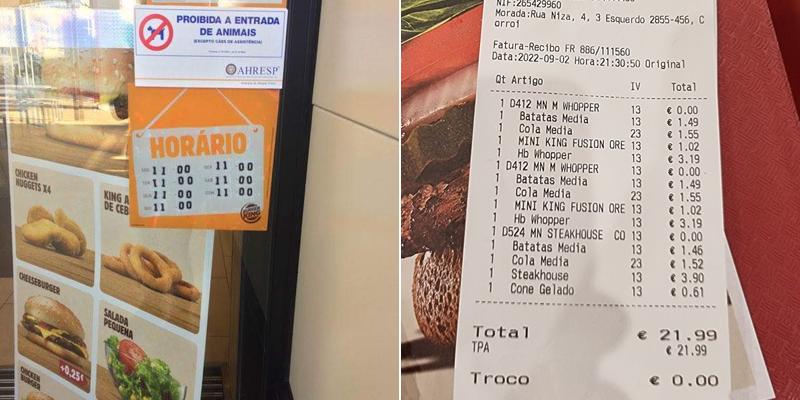 PROIBIDA A ENTRADA
DE ANIMAIS
(EXCEPTO CÃES DE ASSISTÊNCIA)
AHRESP
HORÁRIO
11 00
11 00
11 00
11 00
11 00
11 00
11 00
BURGER
KING
CHICKEN
NUGGETS X4
KING A
DE CEB
CHEESEBURGER
+0,25€
SALADA
PEQUENA
CHICKEN
BURGER
NIF:265429960
Morada:Rua Niza, 4, 3 Esquerdo 2855-456, C
orroi
Fatura-Recibo FR 886/111560
Data:2022-09-02 Hora:21:30:50 Original
Qt Artigo IV Total
1 D412 MN M WHOPPER 13 € 0.00
1 Batatas Media 13 € 1.49
1 Cola Media 23 € 1.55
1 MINI KING FUSION ORE 13 € 1.02
1 Hb Whopper 13 € 3.19
1 D412 MN M WHOPPER 13 € 0.00
1 Batatas Media 13 € 1.49
1 Cola Media 23 € 1.55
1 MINI KING FUSION ORE 13 € 1.02
1 Hb Whopper 13 € 3.19
1 D524 MN STEAKHOUSE CO 13 € 0.00
1 Batatas Media 13 € 1.46
1 Cola Media 23 € 1.52
1 Steakhouse 13 € 3.90
1 Cone Gelado 13 € 0.61
Total € 21.99
TPA € 21.99
Troco € 0.00